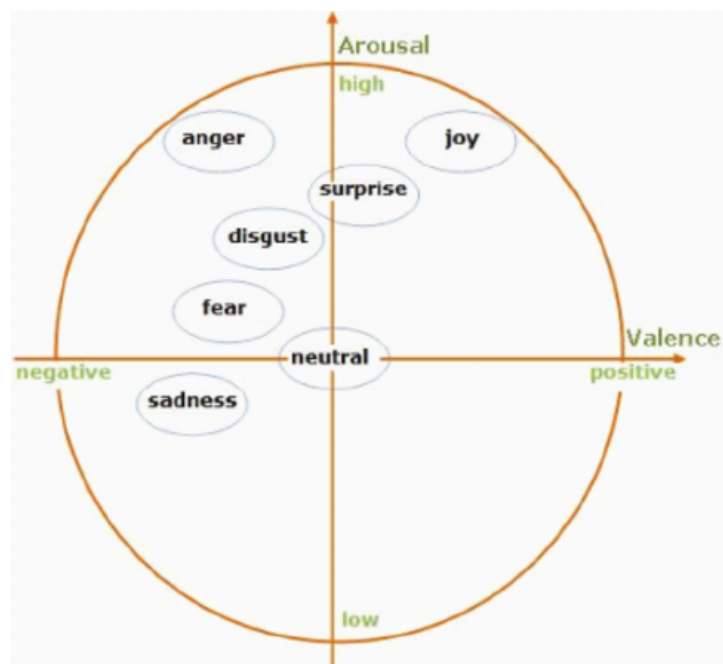 Arousal
high
anger
joy
surprise
disgust
fear
Valence
neutral
negative
positive
sadness
low